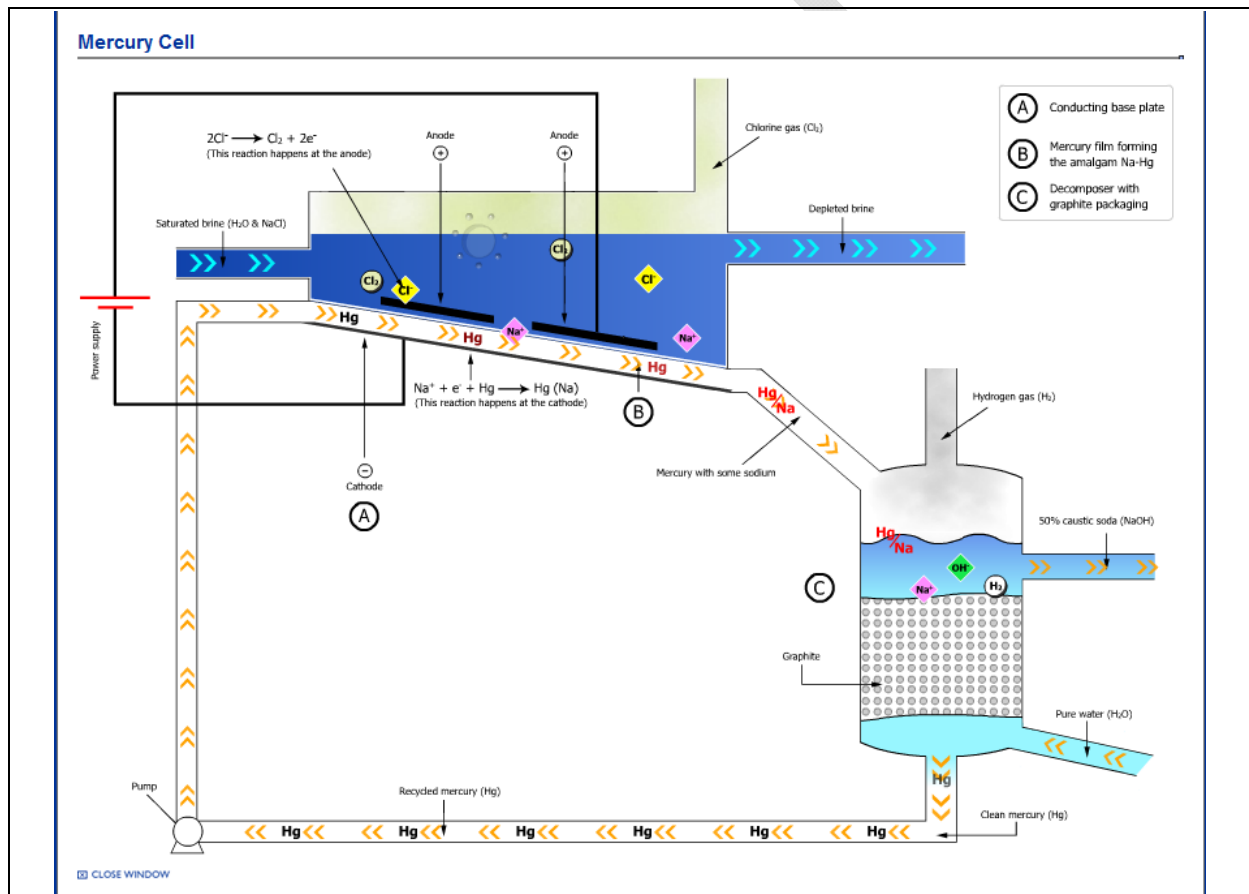 Mercury Cell
2Cl⁻ ⟶ Cl₂ + 2e⁻
(This reaction happens at the anode)
Anode
+
Anode
+
Chlorine gas (Cl₂)
A Conducting base plate
B Mercury film forming
the amalgam Na-Hg
C Decomposer with
graphite packaging
Saturated brine (H₂O & NaCl)
Depleted brine
Cl₂
Cl₂
Cl⁻
Cl⁻
Na⁺
Na⁺
Power supply
Hg
Hg
Hg
Na⁺ + e⁻ + Hg ⟶ Hg (Na)
(This reaction happens at the cathode)
B
Hg/Na
Mercury with some sodium
Hydrogen gas (H₂)
−
Cathode
A
50% caustic soda (NaOH)
Hg/Na
OH⁻
Na⁺
H₂
C
Graphite
Pure water (H₂O)
Hg
Pump
Recycled mercury (Hg)
Clean mercury (Hg)
Hg Hg Hg Hg Hg Hg
CLOSE WINDOW